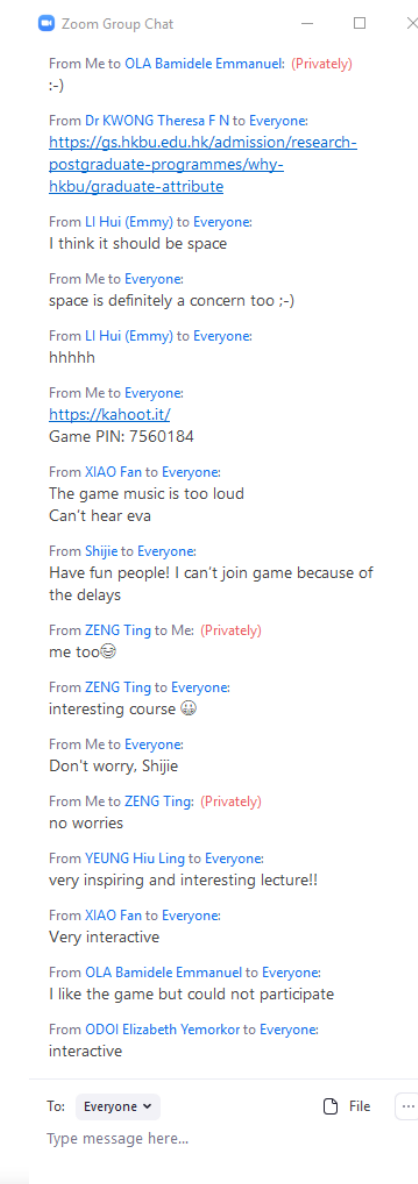 Zoom Group Chat
From Me to OLA Bamidele Emmanuel: (Privately)
:-)
From Dr KWONG Theresa F N to Everyone:
https://gs.hkbu.edu.hk/admission/research-
postgraduate-programmes/why-
hkbu/graduate-attribute
From LI Hui (Emmy) to Everyone:
I think it should be space
From Me to Everyone:
space is definitely a concern too ;-)
From LI Hui (Emmy) to Everyone:
hhhhh
From Me to Everyone:
https://kahoot.it/
Game PIN: 7560184
From XIAO Fan to Everyone:
The game music is too loud
Can't hear eva
From Shijie to Everyone:
Have fun people! I can't join game because of
the delays
From ZENG Ting to Me: (Privately)
me too😅
From ZENG Ting to Everyone:
interesting course 😀
From Me to Everyone:
Don't worry, Shijie
From Me to ZENG Ting: (Privately)
no worries
From YEUNG Hiu Ling to Everyone:
very inspiring and interesting lecture!!
From XIAO Fan to Everyone:
Very interactive
From OLA Bamidele Emmanuel to Everyone:
I like the game but could not participate
From ODOI Elizabeth Yemorkor to Everyone:
interactive
To: Everyone File ...
Type message here...